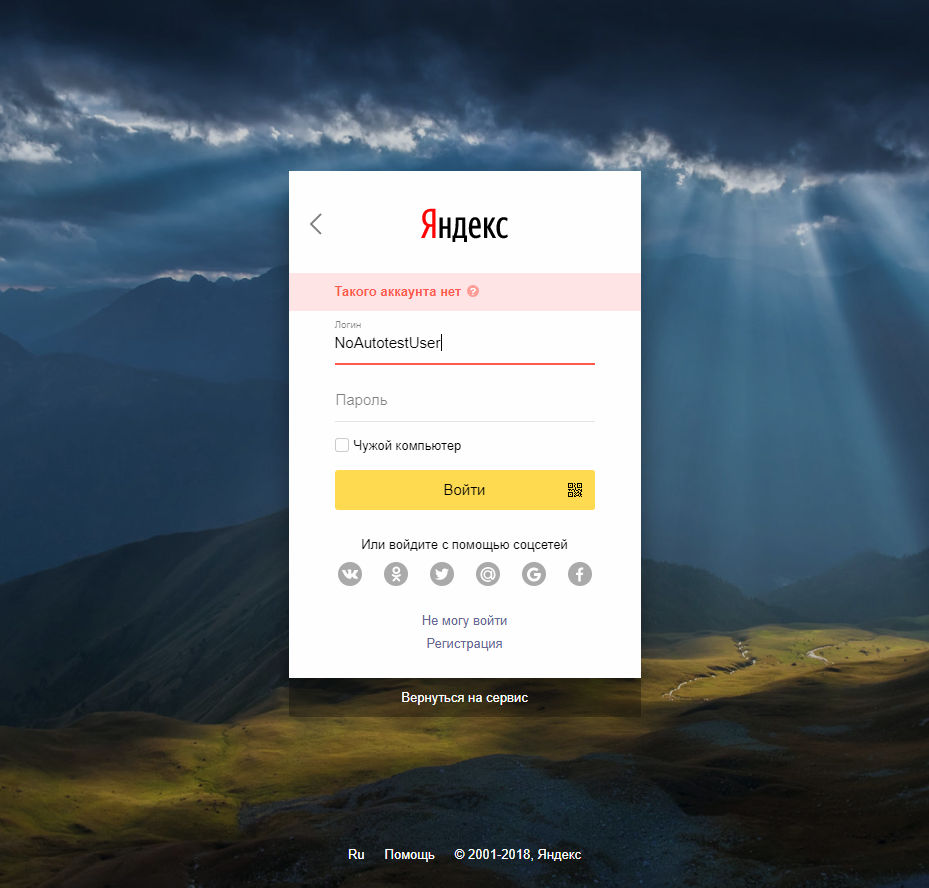 Яндекс
Такого аккаунта нет ?
Логин
NoAutotestUser
Пароль
Чужой компьютер
Войти
Или войдите с помощью соцсетей
Не могу войти
Регистрация
Вернуться на сервис
Ru Помощь © 2001-2018, Яндекс